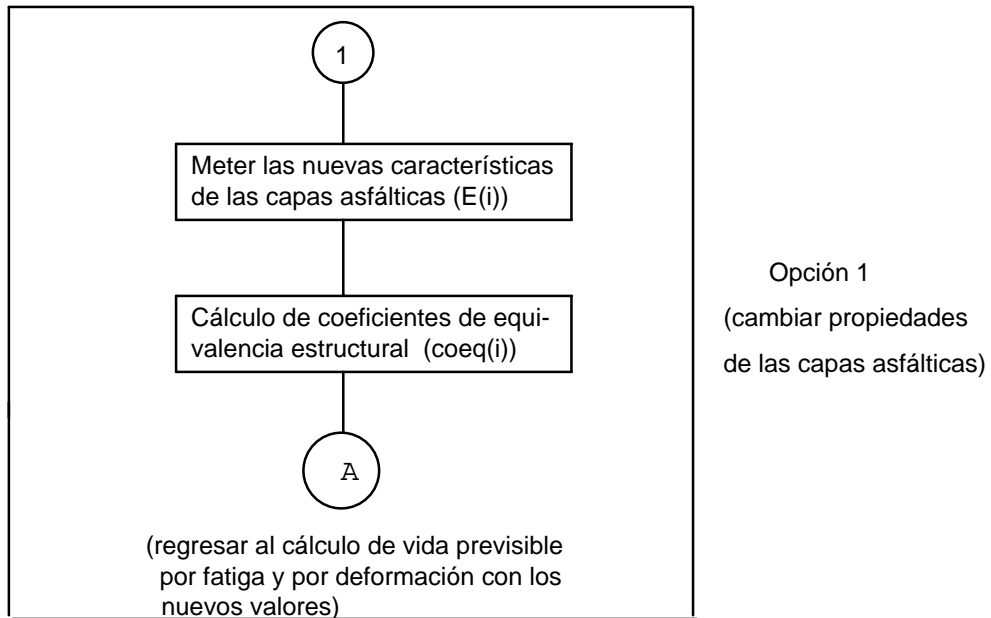 1
Meter las nuevas característícas
de las capas asfálticas (E(i))
Cálculo de coeficientes de equi-
valencia estructural (coeq(i))
A
(regresar al cálculo de vida previsible
por fatiga y por deformación con los
nuevos valores)
Opción 1
(cambiar propiedades
de las capas asfálticas)